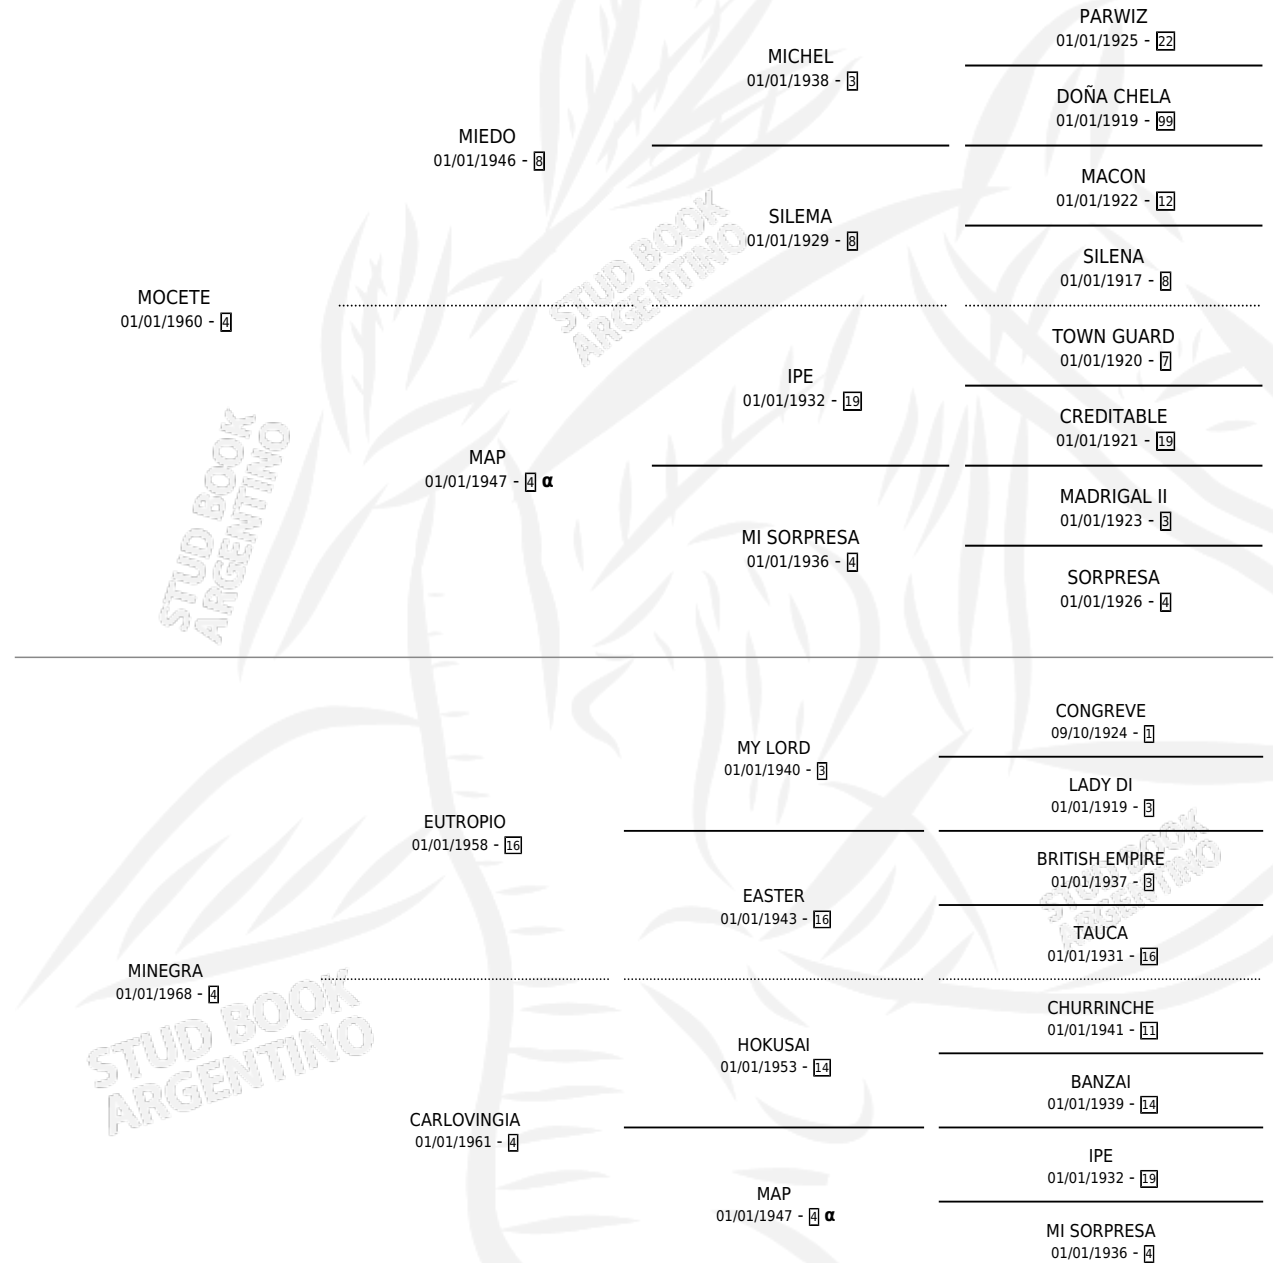 PARWIZ
01/01/1925 - 22
MICHEL
01/01/1938 - 3
DOÑA CHELA
01/01/1919 - 99
MIEDO
01/01/1946 - 8
MACON
01/01/1922 - 12
SILEMA
01/01/1929 - 8
SILENA
01/01/1917 - 8
STUD BOOK
ARGENTINO
MOCETE
01/01/1960 - 4
TOWN GUARD
01/01/1920 - 7
IPE
01/01/1932 - 19
CREDITABLE
01/01/1921 - 19
MAP
01/01/1947 - 4 α
MADRIGAL II
01/01/1923 - 3
MI SORPRESA
01/01/1936 - 4
SORPRESA
01/01/1926 - 4
STUD BOOK
ARGENTINO
CONGREVE
09/10/1924 - 1
MY LORD
01/01/1940 - 3
LADY DI
01/01/1919 - 3
EUTROPIO
01/01/1958 - 16
BRITISH EMPIRE
01/01/1937 - 3
EASTER
01/01/1943 - 16
TAUCA
01/01/1931 - 16
STUD BOOK
ARGENTINO
MINEGRA
01/01/1968 - 4
CHURRINCHE
01/01/1941 - 11
HOKUSAI
01/01/1953 - 14
BANZAI
01/01/1939 - 14
STUD BOOK
ARGENTINO
CARLOVINGIA
01/01/1961 - 4
IPE
01/01/1932 - 19
MAP
01/01/1947 - 4 α
MI SORPRESA
01/01/1936 - 4